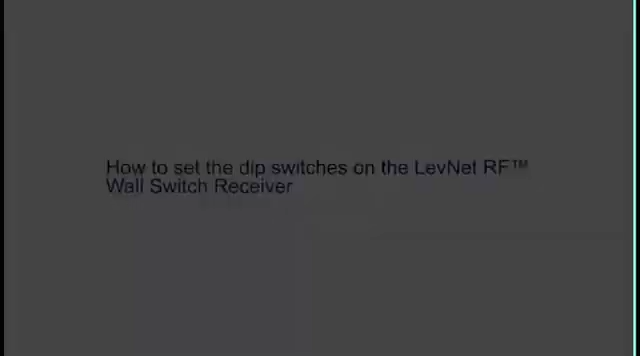 How to set the dip switches on the LevNet RF™
Wall Switch Receiver